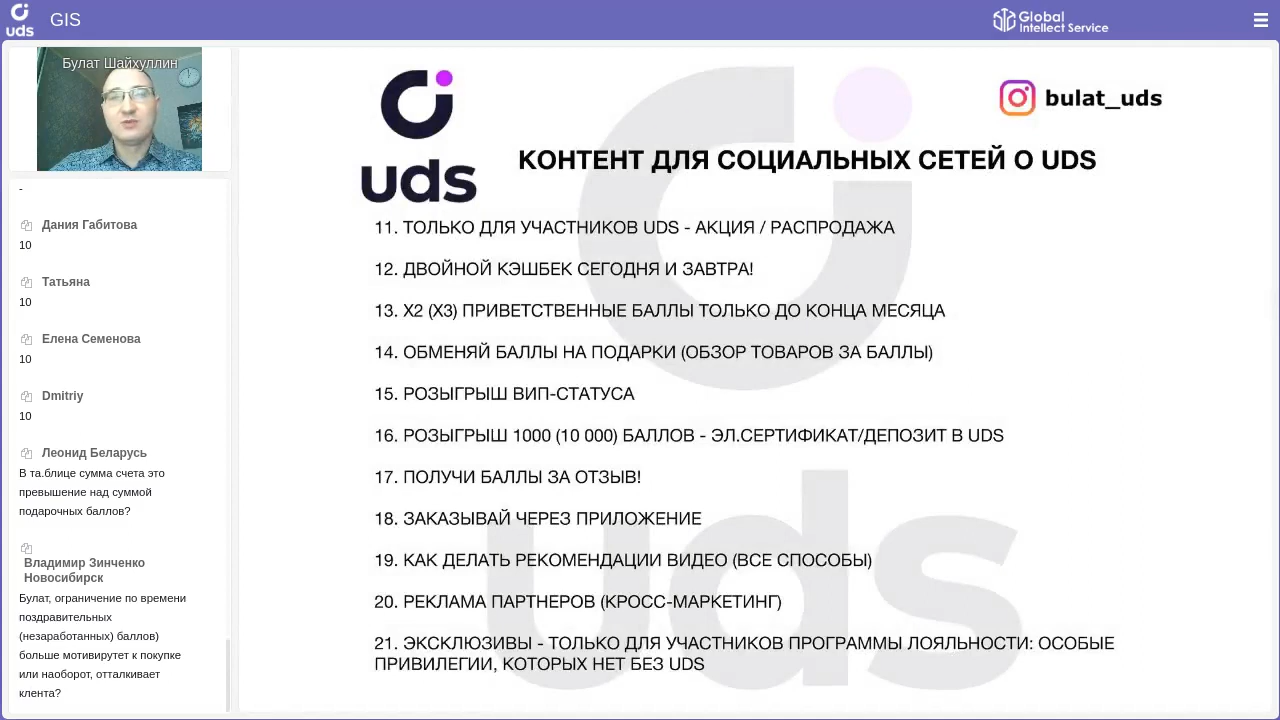 uds
GIS
Global
Intellect Service
Булат Шайхуллин
-
Дания Габитова
10
Татьяна
10
Елена Семенова
10
Dmitriy
10
Леонид Беларусь
В та.блице сумма счета это
превышение над суммой
подарочных баллов?
Владимир Зинченко
Новосибирск
Булат, ограничение по времени
поздравительных
(незаработанных) баллов)
больше мотивирутет к покупке
или наоборот, отталкивает
клента?
uds
bulat_uds
КОНТЕНТ ДЛЯ СОЦИАЛЬНЫХ СЕТЕЙ О UDS
11. ТОЛЬКО ДЛЯ УЧАСТНИКОВ UDS - АКЦИЯ / РАСПРОДАЖА
12. ДВОЙНОЙ КЭШБЕК СЕГОДНЯ И ЗАВТРА!
13. Х2 (Х3) ПРИВЕТСТВЕННЫЕ БАЛЛЫ ТОЛЬКО ДО КОНЦА МЕСЯЦА
14. ОБМЕНЯЙ БАЛЛЫ НА ПОДАРКИ (ОБЗОР ТОВАРОВ ЗА БАЛЛЫ)
15. РОЗЫГРЫШ ВИП-СТАТУСА
16. РОЗЫГРЫШ 1000 (10 000) БАЛЛОВ - ЭЛ.СЕРТИФИКАТ/ДЕПОЗИТ В UDS
17. ПОЛУЧИ БАЛЛЫ ЗА ОТЗЫВ!
18. ЗАКАЗЫВАЙ ЧЕРЕЗ ПРИЛОЖЕНИЕ
19. КАК ДЕЛАТЬ РЕКОМЕНДАЦИИ ВИДЕО (ВСЕ СПОСОБЫ)
20. РЕКЛАМА ПАРТНЕРОВ (КРОСС-МАРКЕТИНГ)
21. ЭКСКЛЮЗИВЫ - ТОЛЬКО ДЛЯ УЧАСТНИКОВ ПРОГРАММЫ ЛОЯЛЬНОСТИ: ОСОБЫЕ
ПРИВИЛЕГИИ, КОТОРЫХ НЕТ БЕЗ UDS
uds